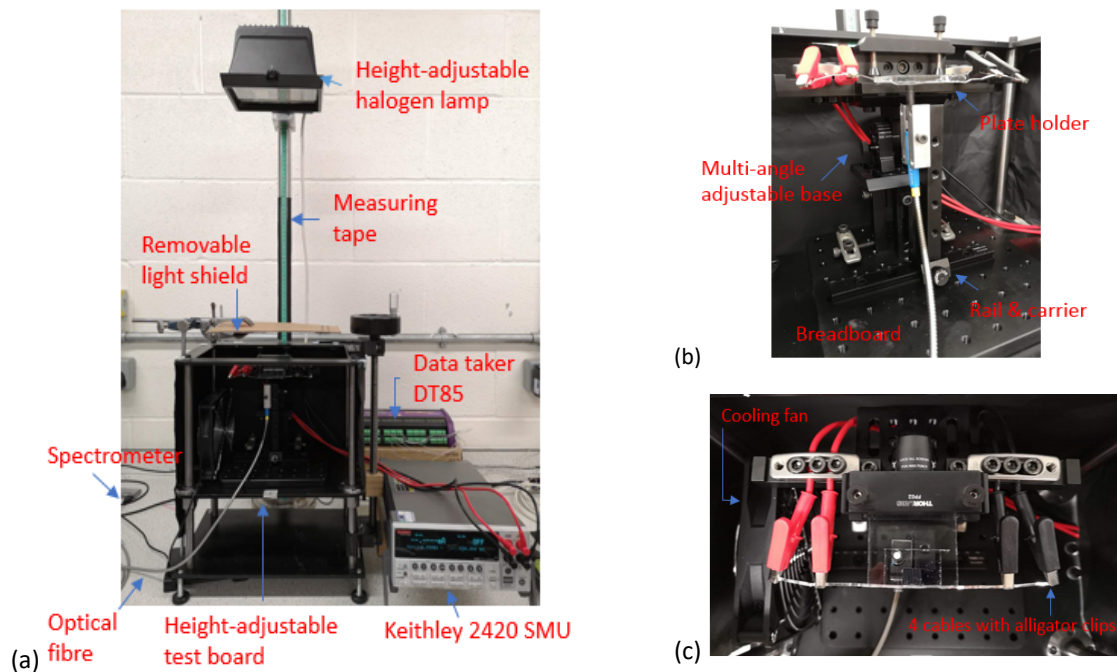 Height-adjustable
halogen lamp
Measuring
tape
Removable
light shield
Data taker
DT85
Spectrometer
Optical
fibre
Height-adjustable
test board
Keithley 2420 SMU
(a)
Plate holder
Multi-angle
adjustable base
Rail & carrier
Breadboard
(b)
Cooling fan
THORLABS
FP02
4 cables with alligator clips
(c)